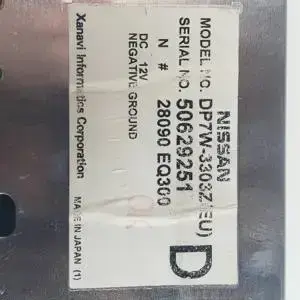 NISSAN
MODEL NO. DP7W-3303Z(EU)
SERIAL NO. 50629251
N # 28090 EQ300
D
DC 12V
NEGATIVE GROUND
Xanavi Informatics Corporation
MADE IN JAPAN (1)